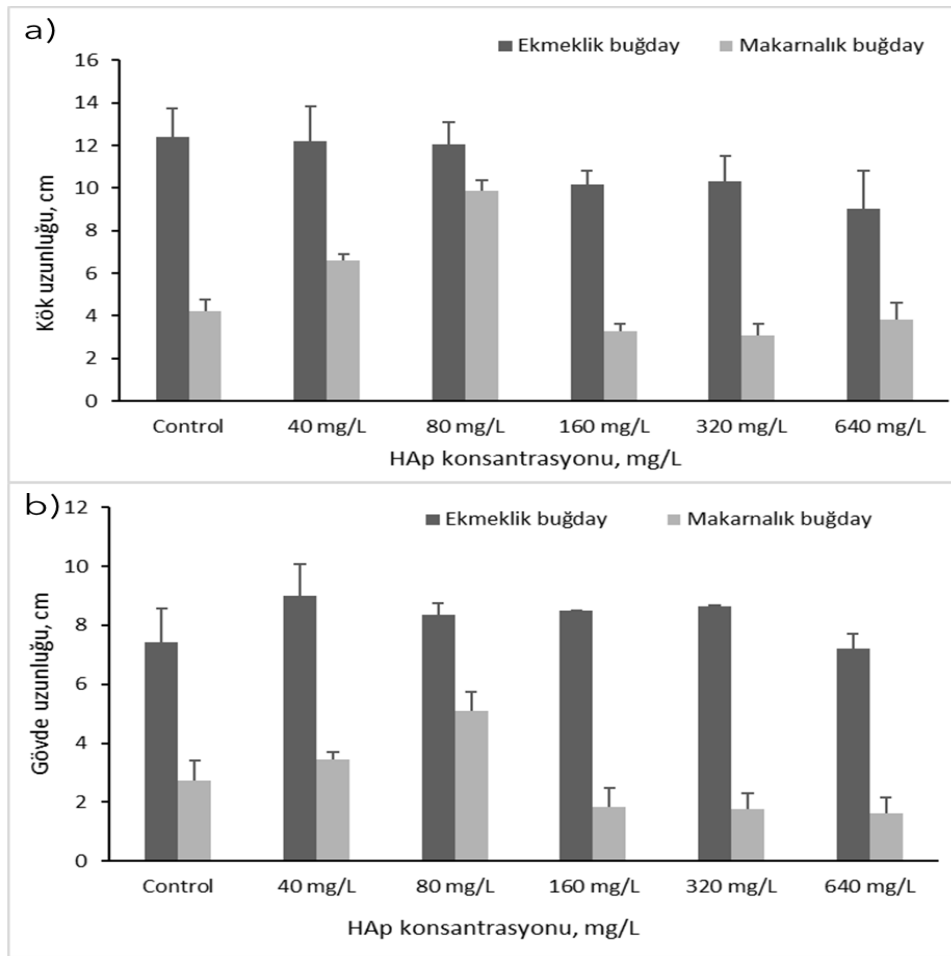 a)
Ekmeklik buğday Makarnalık buğday
Kök uzunluğu, cm
16
14
12
10
8
6
4
2
0
Control 40 mg/L 80 mg/L 160 mg/L 320 mg/L 640 mg/L
HAp konsantrasyonu, mg/L
b)
Ekmeklik buğday Makarnalık buğday
Gövde uzunluğu, cm
12
10
8
6
4
2
0
Control 40 mg/L 80 mg/L 160 mg/L 320 mg/L 640 mg/L
HAp konsantrasyonu, mg/L